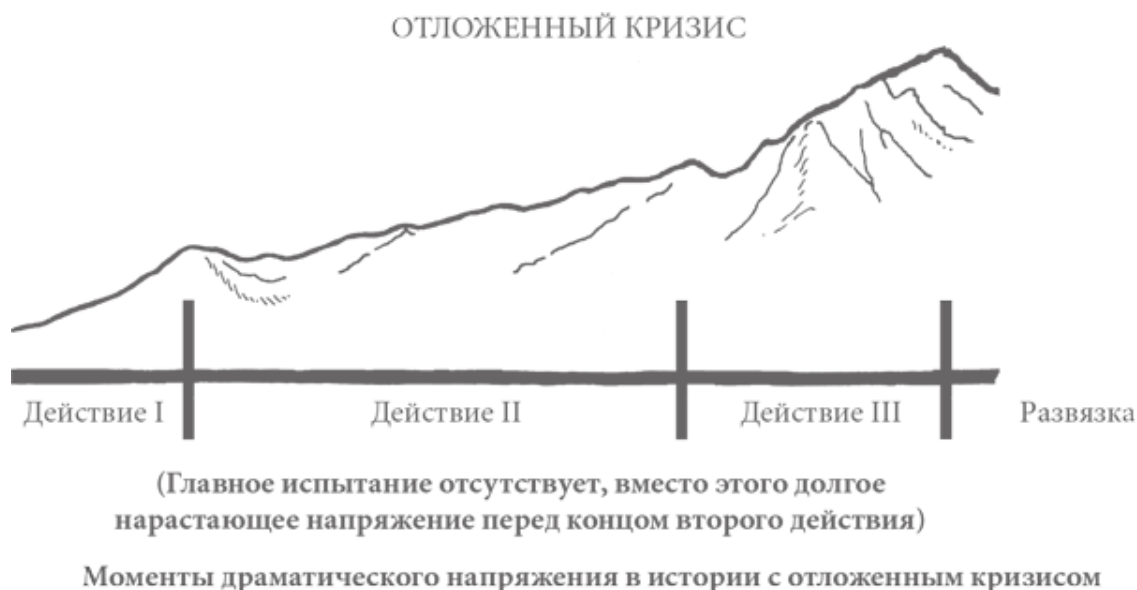 ОТЛОЖЕННЫЙ КРИЗИС
Действие I Действие II Действие III Развязка
(Главное испытание отсутствует, вместо этого долгое
нарастающее напряжение перед концом второго действия)
Моменты драматического напряжения в истории с отложенным кризисом